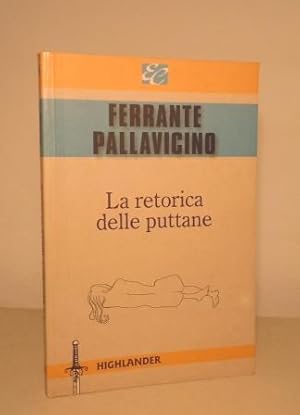 EC
FERRANTE
PALLAVICINO
La retorica
delle puttane
HIGHLANDER